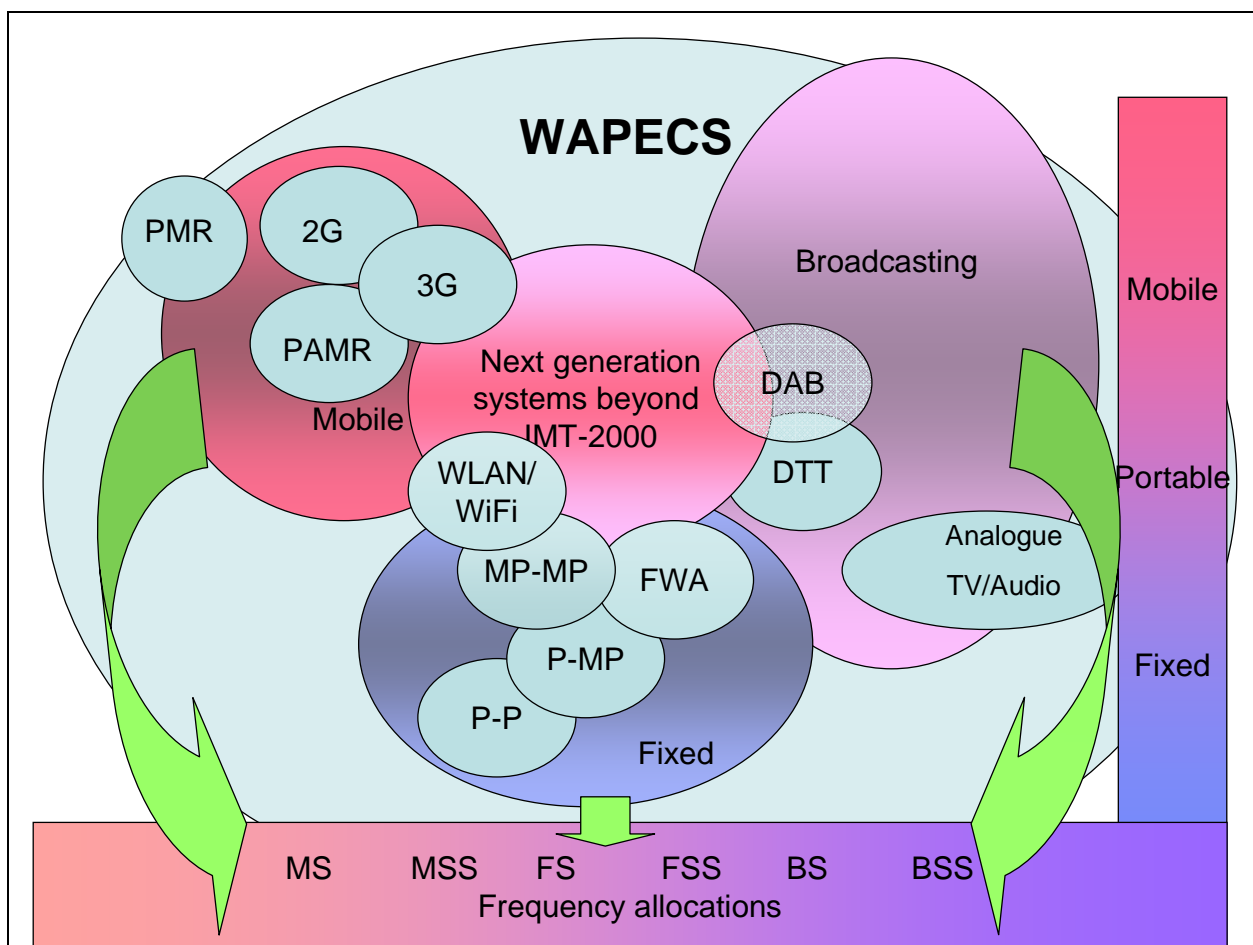 WAPECS
PMR
2G
3G
PAMR
Mobile
Next generation
systems beyond
IMT-2000
Broadcasting
DAB
DTT
Analogue
TV/Audio
WLAN/
WiFi
MP-MP
FWA
P-MP
P-P
Fixed
Mobile
Portable
Fixed
MS MSS FS FSS BS BSS
Frequency allocations